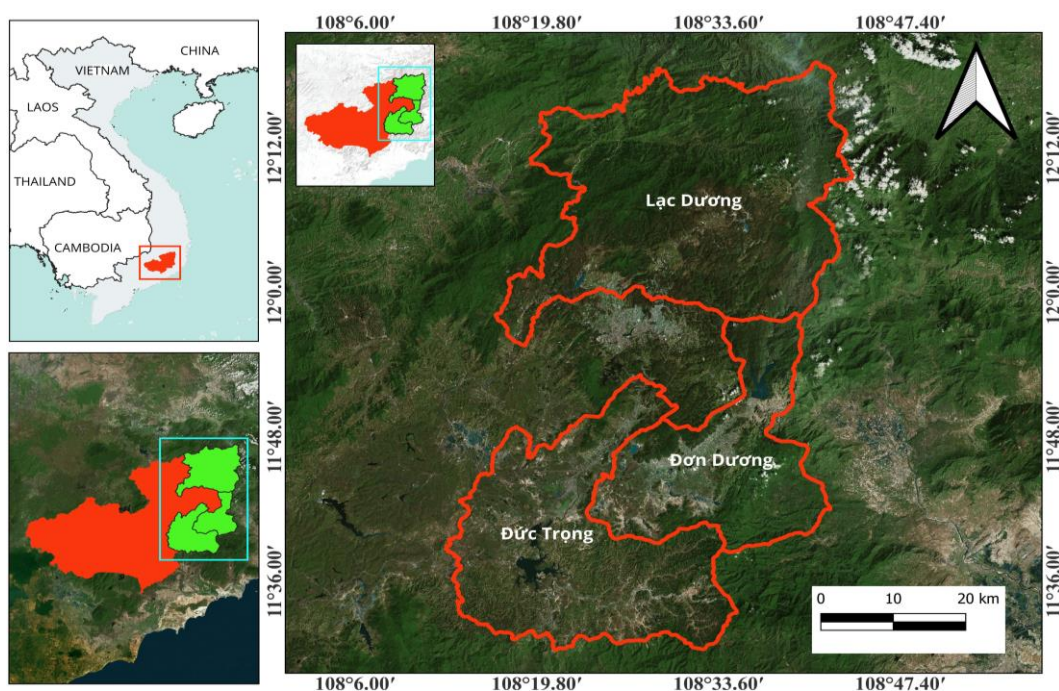 CHINA
VIETNAM
LAOS
THAILAND
CAMBODIA
108°6.00′ 108°19.80′ 108°33.60′ 108°47.40′
12°12.00′ 12°12.00′
12°0.00′ 12°0.00′
11°48.00′ 11°48.00′
11°36.00′ 11°36.00′
Lạc Dương
Đơn Dương
Đức Trọng
0 10 20 km
108°6.00′ 108°19.80′ 108°33.60′ 108°47.40′